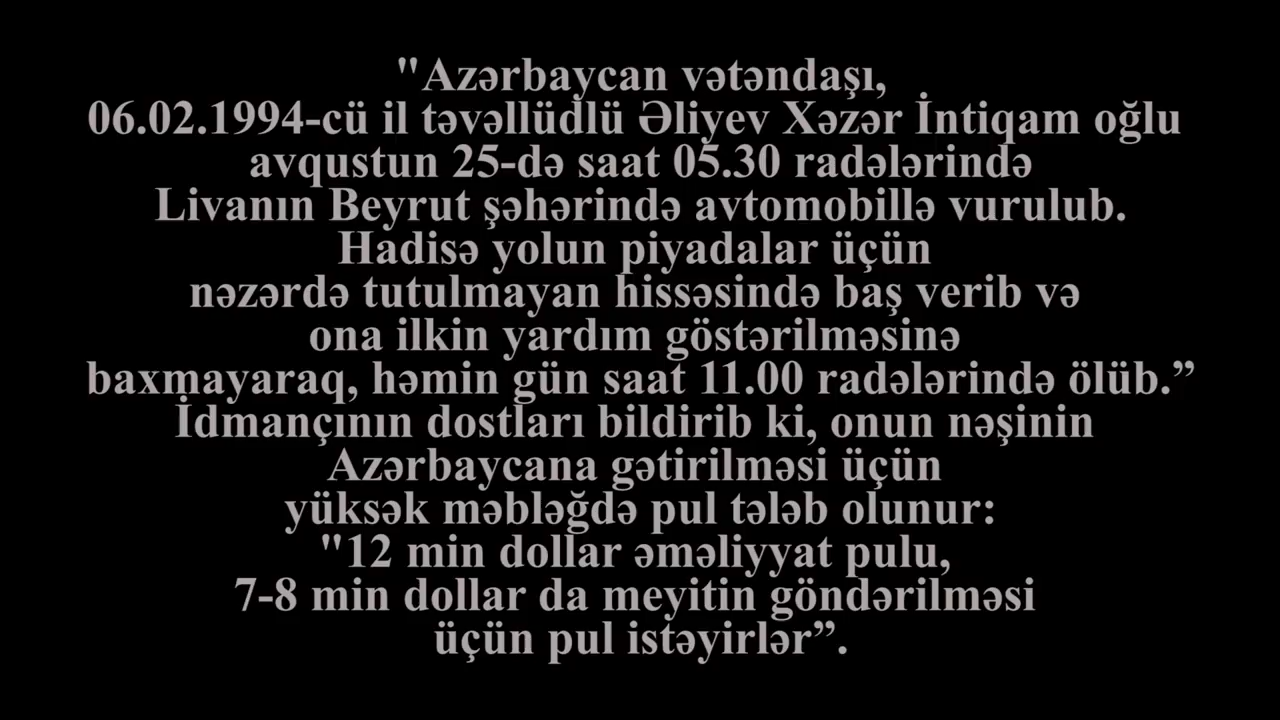 "Azərbaycan vətəndaşı,
06.02.1994-cü il təvəllüdlü Əliyev Xəzər İntiqam oğlu
avqustun 25-də saat 05.30 radələrində
Livanın Beyrut şəhərində avtomobillə vurulub.
Hadisə yolun piyadalar üçün
nəzərdə tutulmayan hissəsində baş verib və
ona ilkin yardım göstərilməsinə
baxmayaraq, həmin gün saat 11.00 radələrində ölüb.”
İdmançının dostları bildirib ki, onun nəşinin
Azərbaycana gətirilməsi üçün
yüksək məbləğdə pul tələb olunur:
"12 min dollar əməliyyat pulu,
7-8 min dollar da meyitin göndərilməsi
üçün pul istəyirlər”.